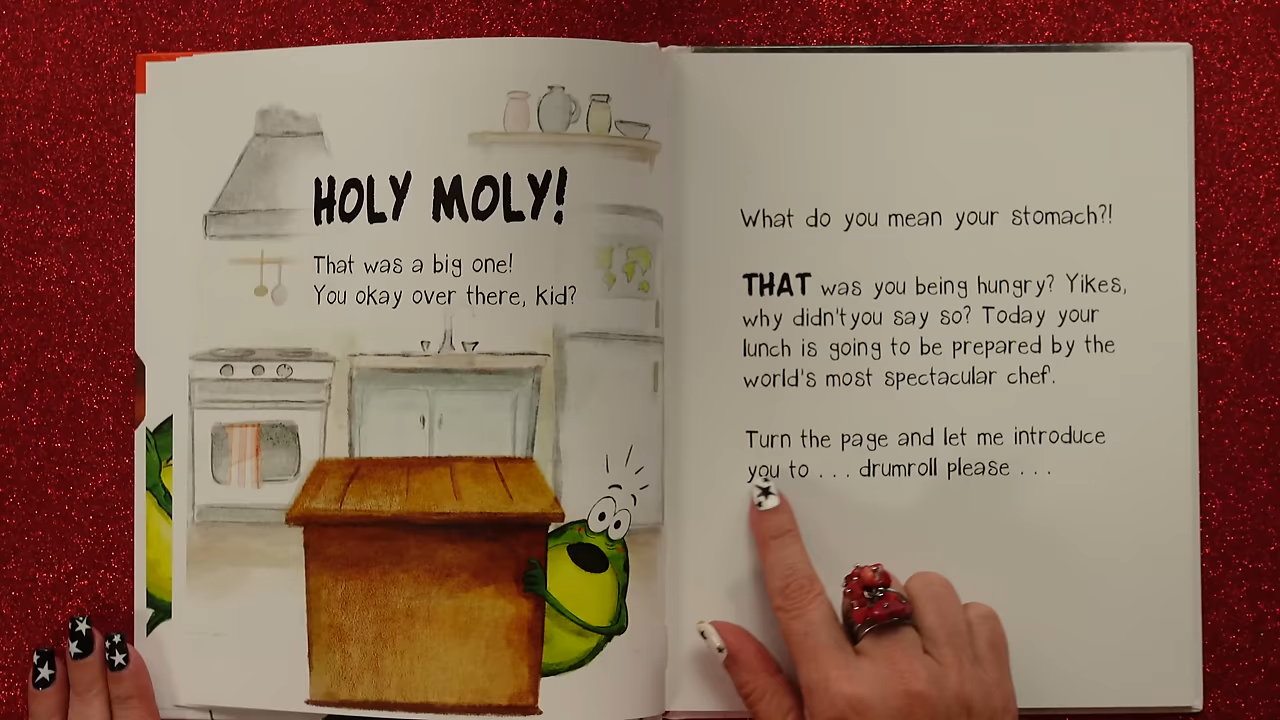 HOLY MOLY!
That was a big one!
You okay over there, kid?
What do you mean your stomach?!
THAT was you being hungry? Yikes,
why didn't you say so? Today your
lunch is going to be prepared by the
world's most spectacular chef.
Turn the page and let me introduce
you to . . . drumroll please . . .